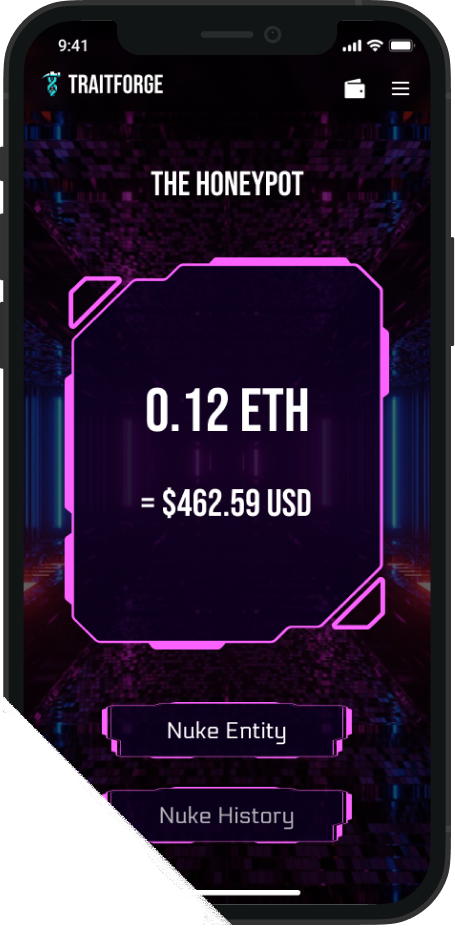 9:41
TRAITFORGE
THE HONEYPOT
0.12 ETH
= $462.59 USD
Nuke Entity
Nuke History